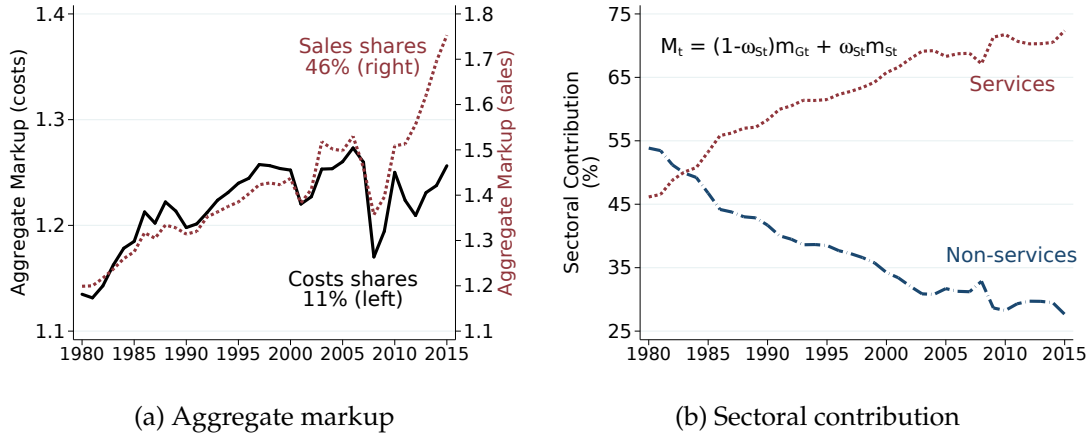 1.4
1.3
1.2
1.1
Aggregate Markup (costs)
Sales shares
46% (right)
Costs shares
11% (left)
1.8
1.7
1.6
1.5
1.4
1.3
1.2
1.1
Aggregate Markup (sales)
1980 1985 1990 1995 2000 2005 2010 2015
(a) Aggregate markup
75
65
55
45
35
25
Sectoral Contribution
(%)
Mₜ = (1-ωSt)mGt + ωStmSt
Services
Non-services
1980 1985 1990 1995 2000 2005 2010 2015
(b) Sectoral contribution